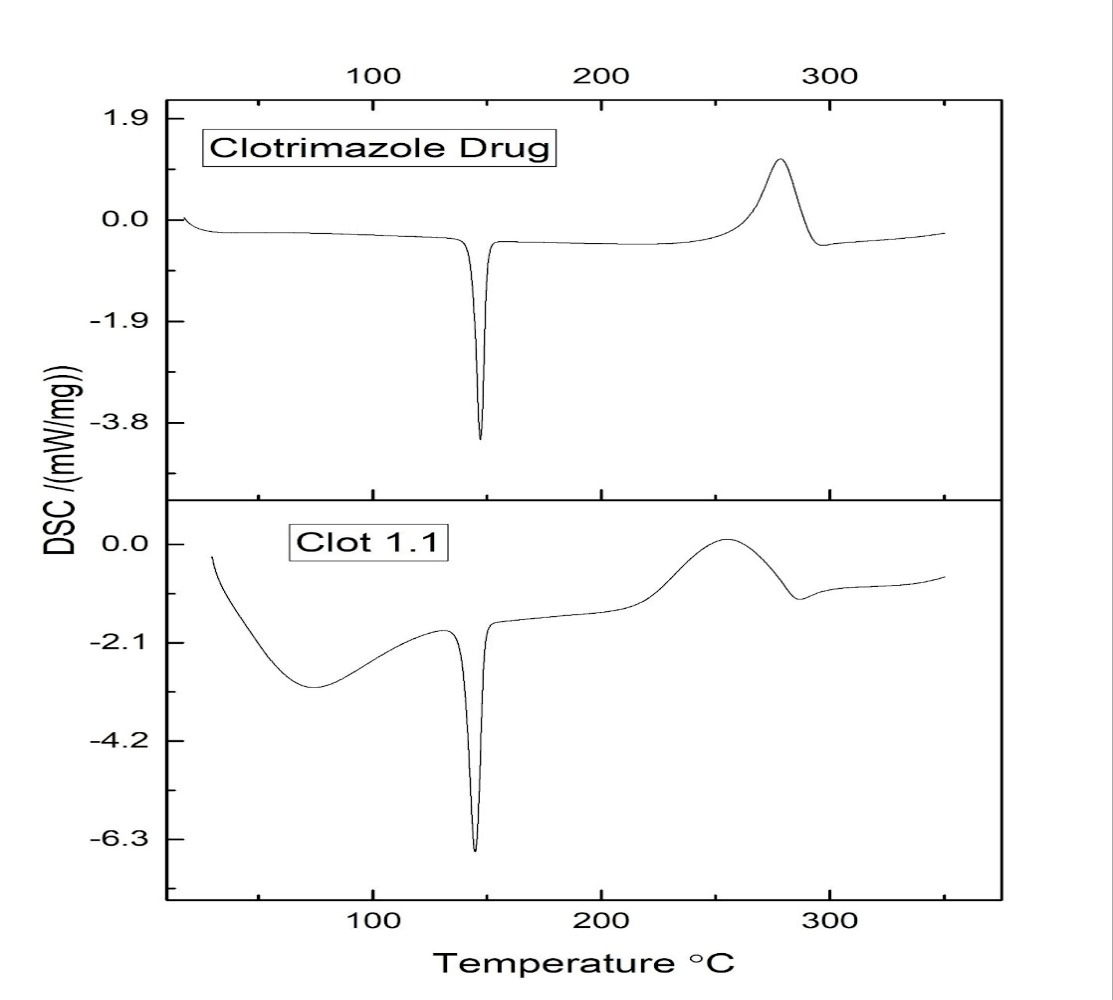 100 200 300
1.9
Clotrimazole Drug
0.0
-1.9
-3.8
DSC /(mW/mg))
0.0
Clot 1.1
-2.1
-4.2
-6.3
100 200 300
Temperature °C